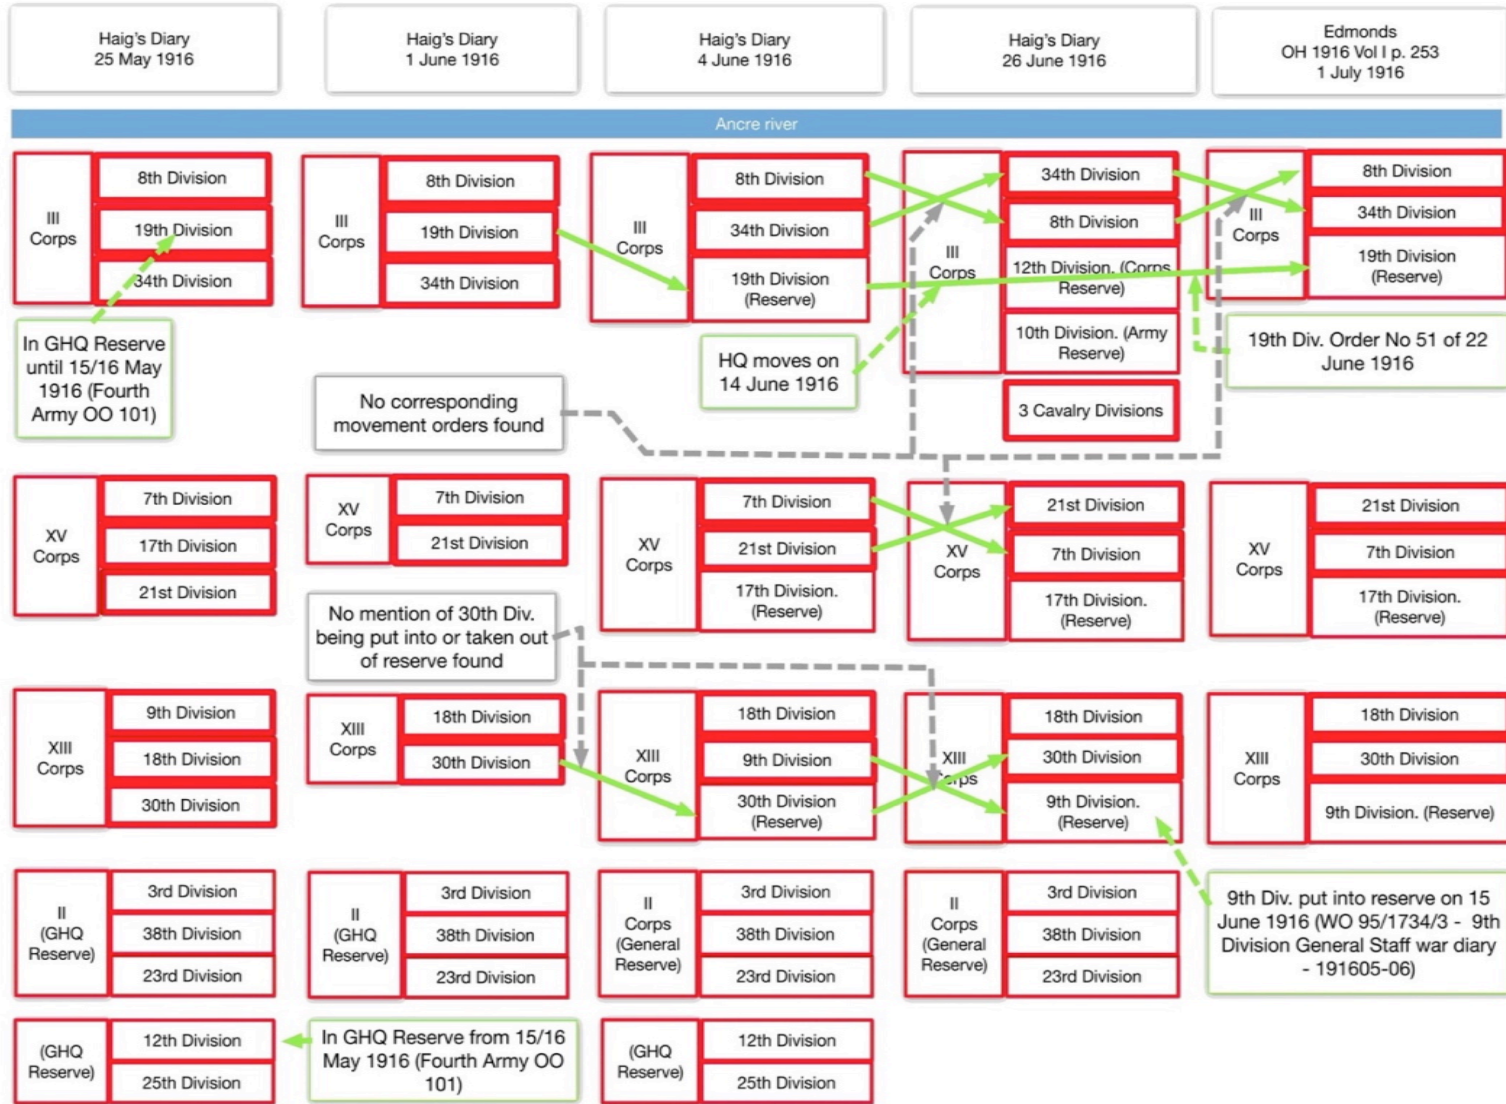 Haig's Diary
25 May 1916
Haig's Diary
1 June 1916
Haig's Diary
4 June 1916
Haig's Diary
26 June 1916
Edmonds
OH 1916 Vol I p. 253
1 July 1916
Ancre river
III
Corps
8th Division
19th Division
34th Division
III
Corps
8th Division
19th Division
34th Division
III
Corps
8th Division
34th Division
19th Division
(Reserve)
III
Corps
34th Division
8th Division
12th Division. (Corps
Reserve)
10th Division. (Army
Reserve)
3 Cavalry Divisions
III
Corps
8th Division
34th Division
19th Division
(Reserve)
In GHQ Reserve
until 15/16 May
1916 (Fourth
Army OO 101)
No corresponding
movement orders found
HQ moves on
14 June 1916
19th Div. Order No 51 of 22
June 1916
XV
Corps
7th Division
17th Division
21st Division
XV
Corps
7th Division
21st Division
XV
Corps
7th Division
21st Division
17th Division.
(Reserve)
XV
Corps
21st Division
7th Division
17th Division.
(Reserve)
XV
Corps
21st Division
7th Division
17th Division.
(Reserve)
No mention of 30th Div.
being put into or taken out
of reserve found
XIII
Corps
9th Division
18th Division
30th Division
XIII
Corps
18th Division
30th Division
XIII
Corps
18th Division
9th Division
30th Division
(Reserve)
XIII
Corps
18th Division
30th Division
9th Division.
(Reserve)
XIII
Corps
18th Division
30th Division
9th Division. (Reserve)
II
(GHQ
Reserve)
3rd Division
38th Division
23rd Division
II
(GHQ
Reserve)
3rd Division
38th Division
23rd Division
II
Corps
(General
Reserve)
3rd Division
38th Division
23rd Division
II
Corps
(General
Reserve)
3rd Division
38th Division
23rd Division
9th Div. put into reserve on 15
June 1916 (WO 95/1734/3 - 9th
Division General Staff war diary
- 191605-06)
(GHQ
Reserve)
12th Division
25th Division
In GHQ Reserve from 15/16
May 1916 (Fourth Army OO
101)
(GHQ
Reserve)
12th Division
25th Division